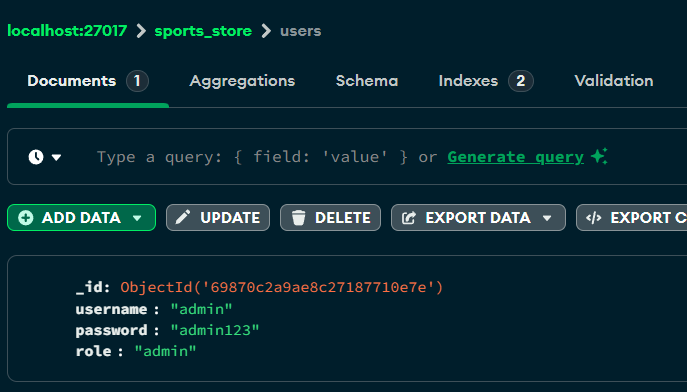 localhost:27017 > sports_store > users
Documents 1 Aggregations Schema Indexes 2 Validation
Type a query: { field: 'value' } or Generate query
ADD DATA UPDATE DELETE EXPORT DATA </> EXPORT C
_id: ObjectId('69870c2a9ae8c27187710e7e')
username : "admin"
password : "admin123"
role : "admin"